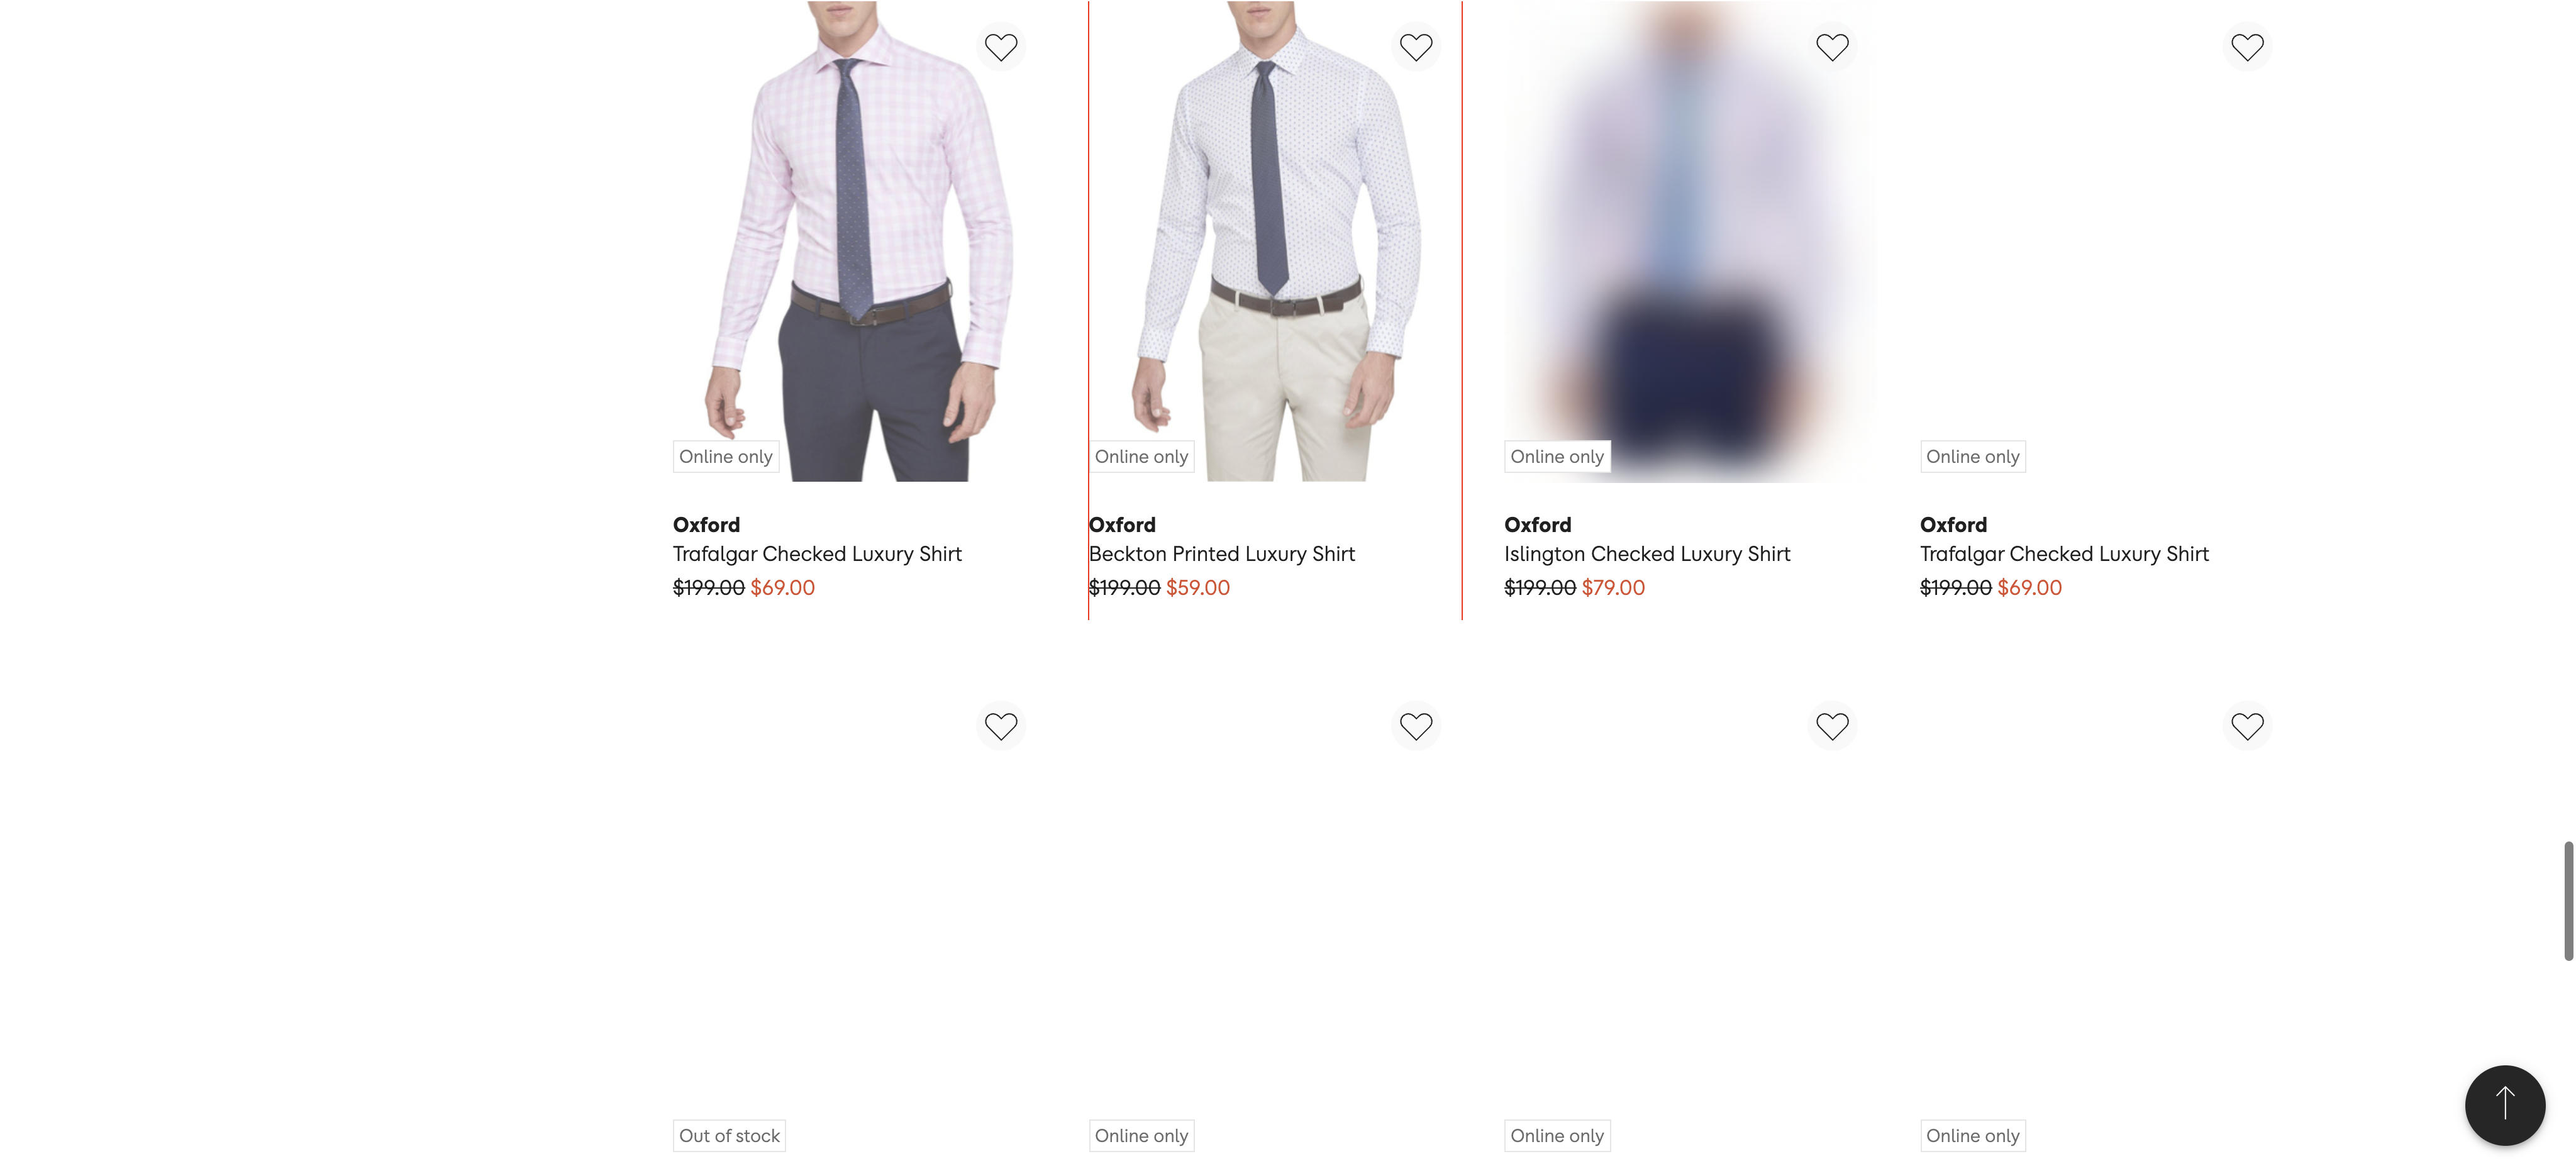 Online only
Online only
Online only
Online only
Oxford
Trafalgar Checked Luxury Shirt
$199.00 $69.00
Oxford
Beckton Printed Luxury Shirt
$199.00 $59.00
Oxford
Islington Checked Luxury Shirt
$199.00 $79.00
Oxford
Trafalgar Checked Luxury Shirt
$199.00 $69.00
Out of stock
Online only
Online only
Online only